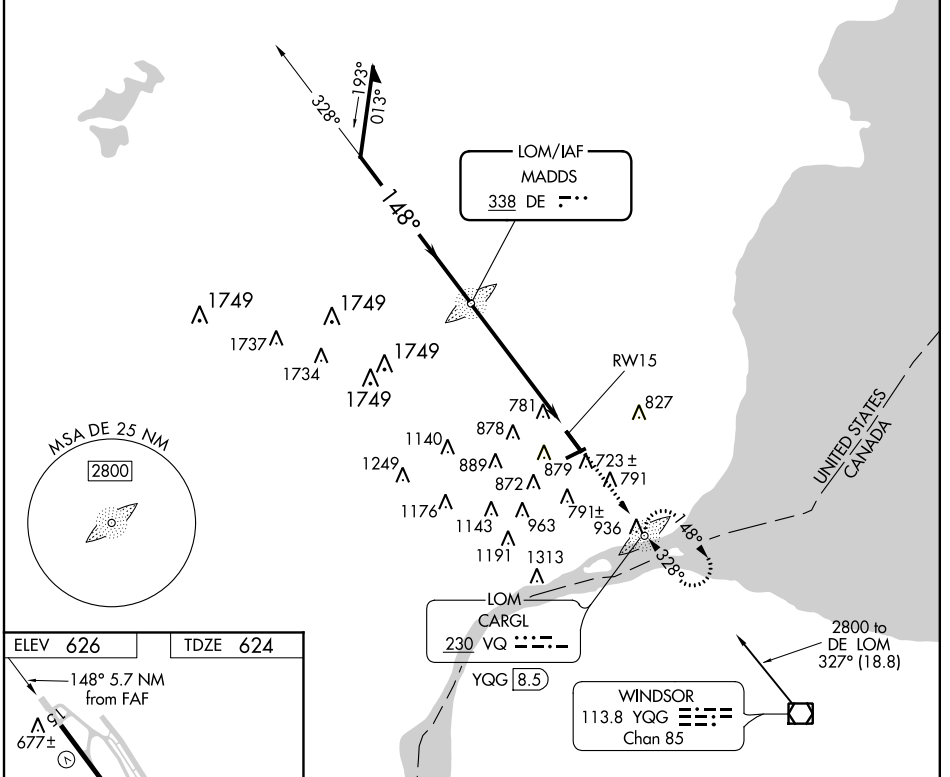 328°
193°
013°
148°
LOM/IAF
MADDS
338 DE
1749
1749
1737
1734
1749
1749
RW15
781
827
878
1140
889
879
723 ±
1249
872
791
1176
1143
963
791±
936
1191
1313
148°
328°
UNITED STATES
CANADA
MSA DE 25 NM
2800
LOM
CARGL
230 VQ
YQG 8.5
2800 to
DE LOM
327° (18.8)
WINDSOR
113.8 YQG
Chan 85
ELEV 626
TDZE 624
148° 5.7 NM
from FAF
15
677±
V